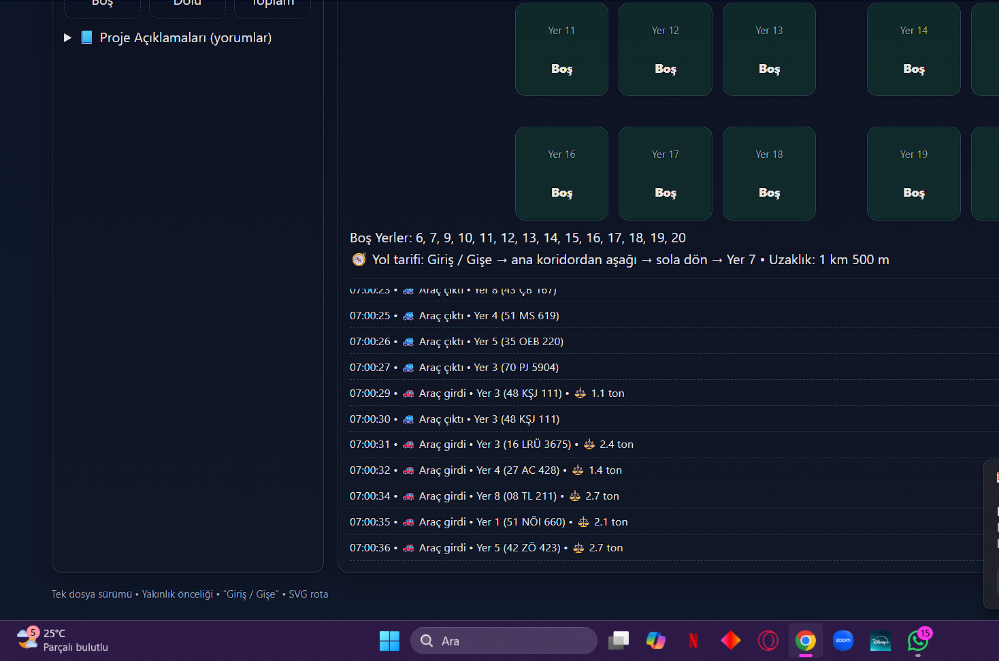 Boş Dolu Toplam
▶ Proje Açıklamaları (yorumlar)
Yer 11 Yer 12 Yer 13 Yer 14
Boş Boş Boş Boş
Yer 16 Yer 17 Yer 18 Yer 19
Boş Boş Boş Boş
Boş Yerler: 6, 7, 9, 10, 11, 12, 13, 14, 15, 16, 17, 18, 19, 20
Yol tarifi: Giriş / Gişe → ana koridordan aşağı → sola dön → Yer 7 • Uzaklık: 1 km 500 m
07:00:23 • Araç çıktı • Yer 8 (43 ÇB 167)
07:00:25 • Araç çıktı • Yer 4 (51 MS 619)
07:00:26 • Araç çıktı • Yer 5 (35 OEB 220)
07:00:27 • Araç çıktı • Yer 3 (70 PJ 5904)
07:00:29 • Araç girdi • Yer 3 (48 KŞJ 111) • 1.1 ton
07:00:30 • Araç çıktı • Yer 3 (48 KŞJ 111)
07:00:31 • Araç girdi • Yer 3 (16 LRÜ 3675) • 2.4 ton
07:00:32 • Araç girdi • Yer 4 (27 AC 428) • 1.4 ton
07:00:34 • Araç girdi • Yer 8 (08 TL 211) • 2.7 ton
07:00:35 • Araç girdi • Yer 1 (51 NÖI 660) • 2.1 ton
07:00:36 • Araç girdi • Yer 5 (42 ZÖ 423) • 2.7 ton
Tek dosya sürümü • Yakınlık önceliği • “Giriş / Gişe” • SVG rota
5
25°C
Parçalı bulutlu
Ara
zoom
Disney+
15